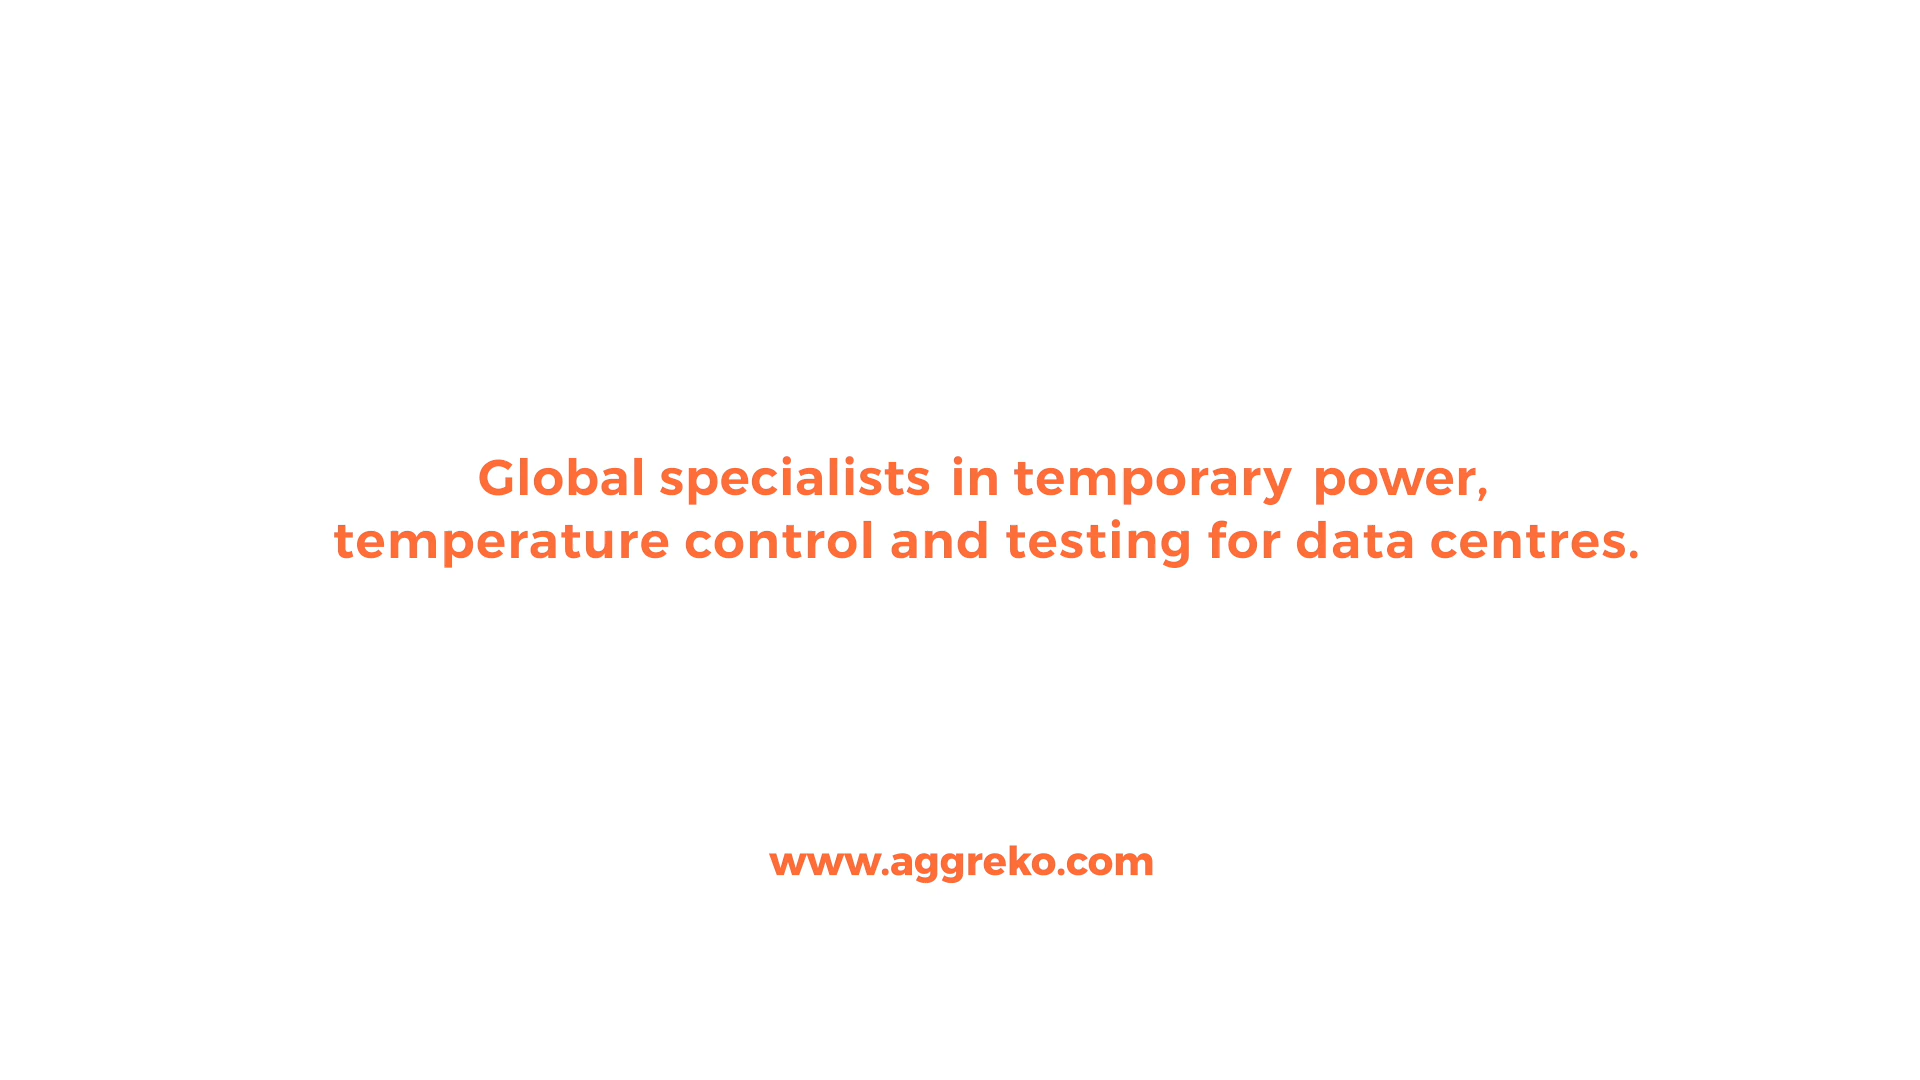 Global specialists in temporary power,
temperature control and testing for data centres.
www.aggreko.com